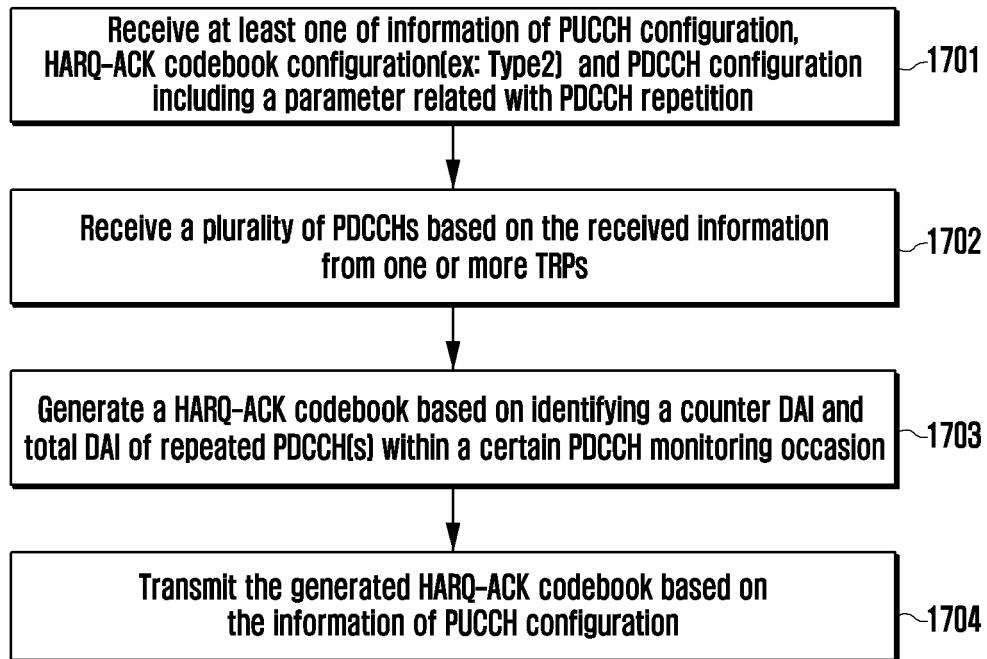 Receive at least one of information of PUCCH configuration,
HARQ-ACK codebook configuration(ex: Type2) and PDCCH configuration
including a parameter related with PDCCH repetition
1701
Receive a plurality of PDCCHs based on the received information
from one or more TRPs
1702
Generate a HARQ-ACK codebook based on identifying a counter DAI and
total DAI of repeated PDCCH(s) within a certain PDCCH monitoring occasion
1703
Transmit the generated HARQ-ACK codebook based on
the information of PUCCH configuration
1704